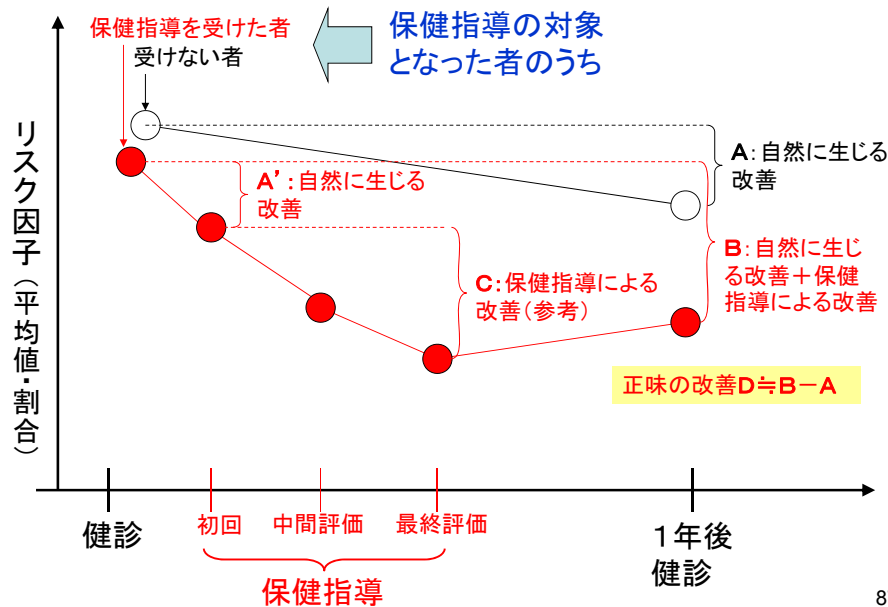 保健指導を受けた者
受けない者
保健指導の対象
となった者のうち
リスク因子(平均値・割合)
A:自然に生じる
改善
A':自然に生じる
改善
B:自然に生じ
る改善+保健
指導による改善
C:保健指導による
改善(参考)
正味の改善D≒B-A
健診
初回
中間評価
最終評価
1年後
健診
保健指導
8